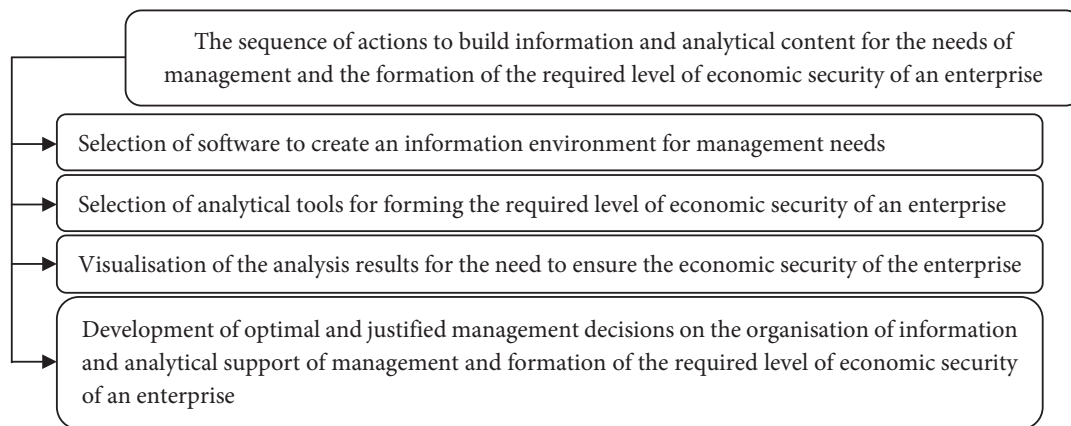 The sequence of actions to build information and analytical content for the needs of
management and the formation of the required level of economic security of an enterprise
Selection of software to create an information environment for management needs
Selection of analytical tools for forming the required level of economic security of an enterprise
Visualisation of the analysis results for the need to ensure the economic security of the enterprise
Development of optimal and justified management decisions on the organisation of information
and analytical support of management and formation of the required level of economic security
of an enterprise